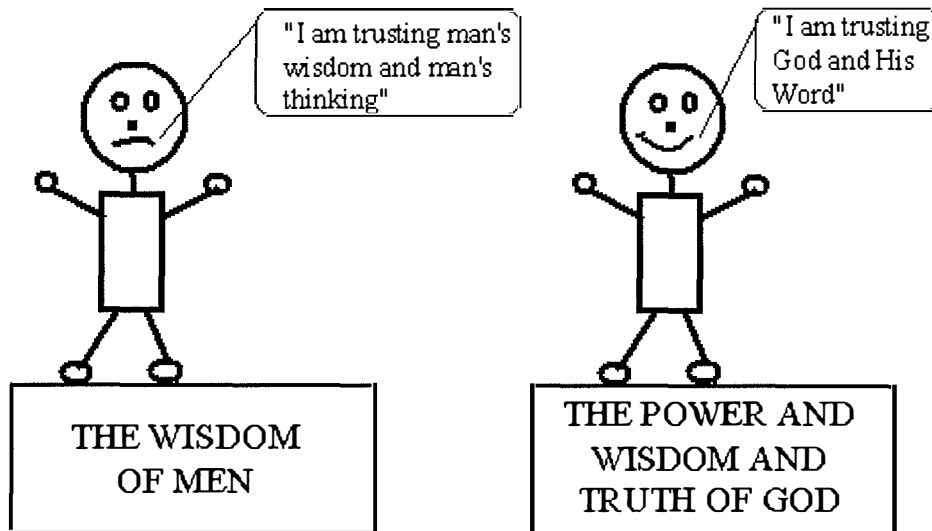 "I am trusting man's
wisdom and man's
thinking"
"I am trusting
God and His
Word"
THE WISDOM
OF MEN
THE POWER AND
WISDOM AND
TRUTH OF GOD